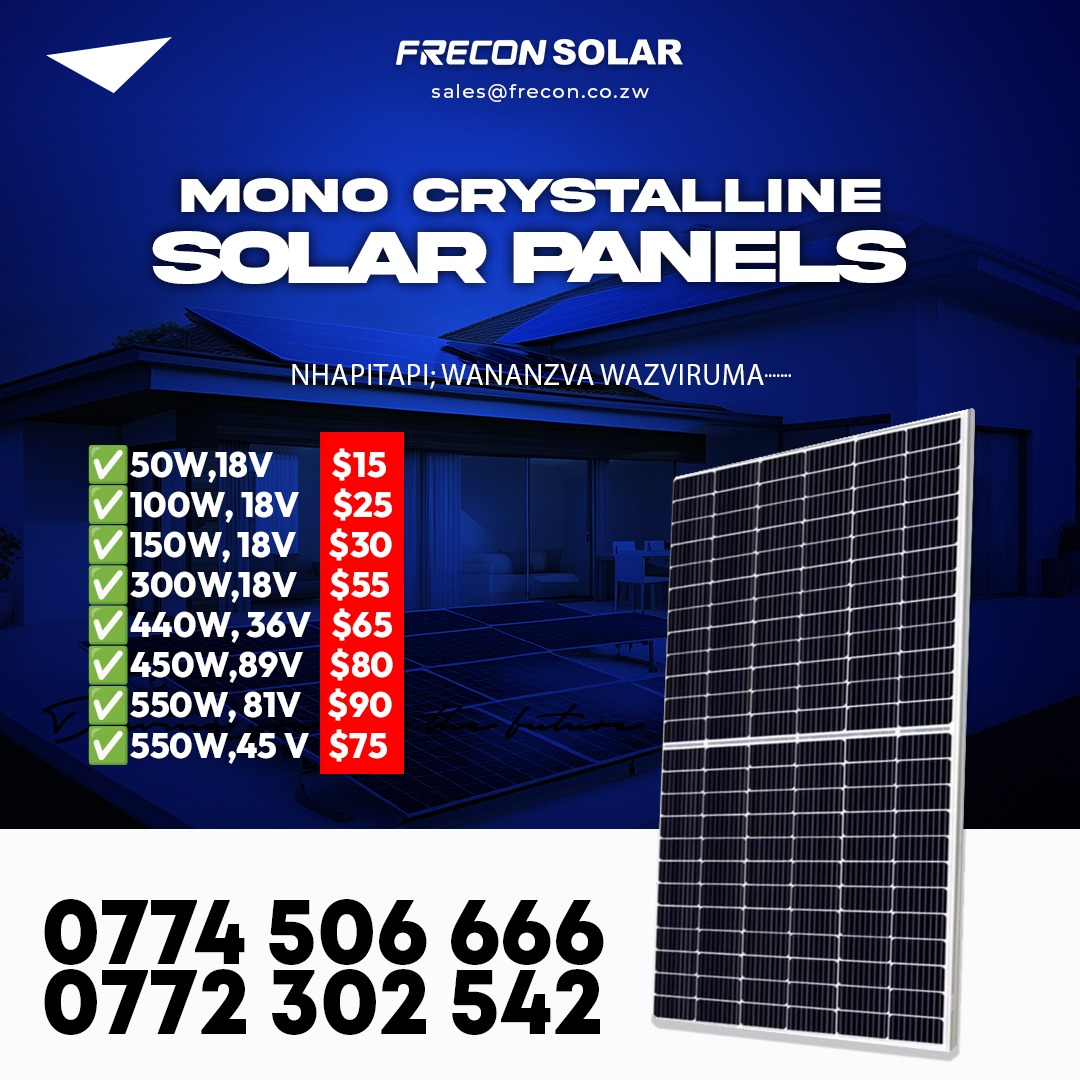 FRECON SOLAR
sales@frecon.co.zw
MONO CRYSTALLINE
SOLAR PANELS
NHAPITAPI; WANANZVA WAZVIRUMA.......
✅50W,18V $15
✅100W, 18V $25
✅150W, 18V $30
✅300W,18V $55
✅440W, 36V $65
✅450W,89V $80
✅550W, 81V $90
the future
✅550W,45 V $75
0774 506 666
0772 302 542